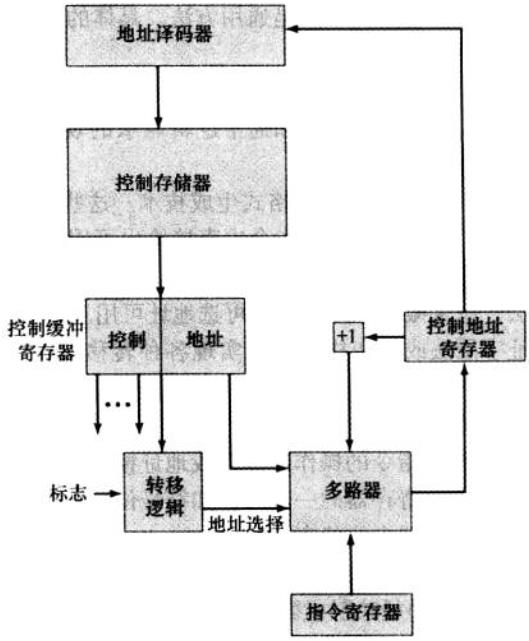 地址译码器
控制存储器
控制缓冲
寄存器
控制 地址
+1
控制地址
寄存器
标志
转移
逻辑
地址选择
多路器
指令寄存器